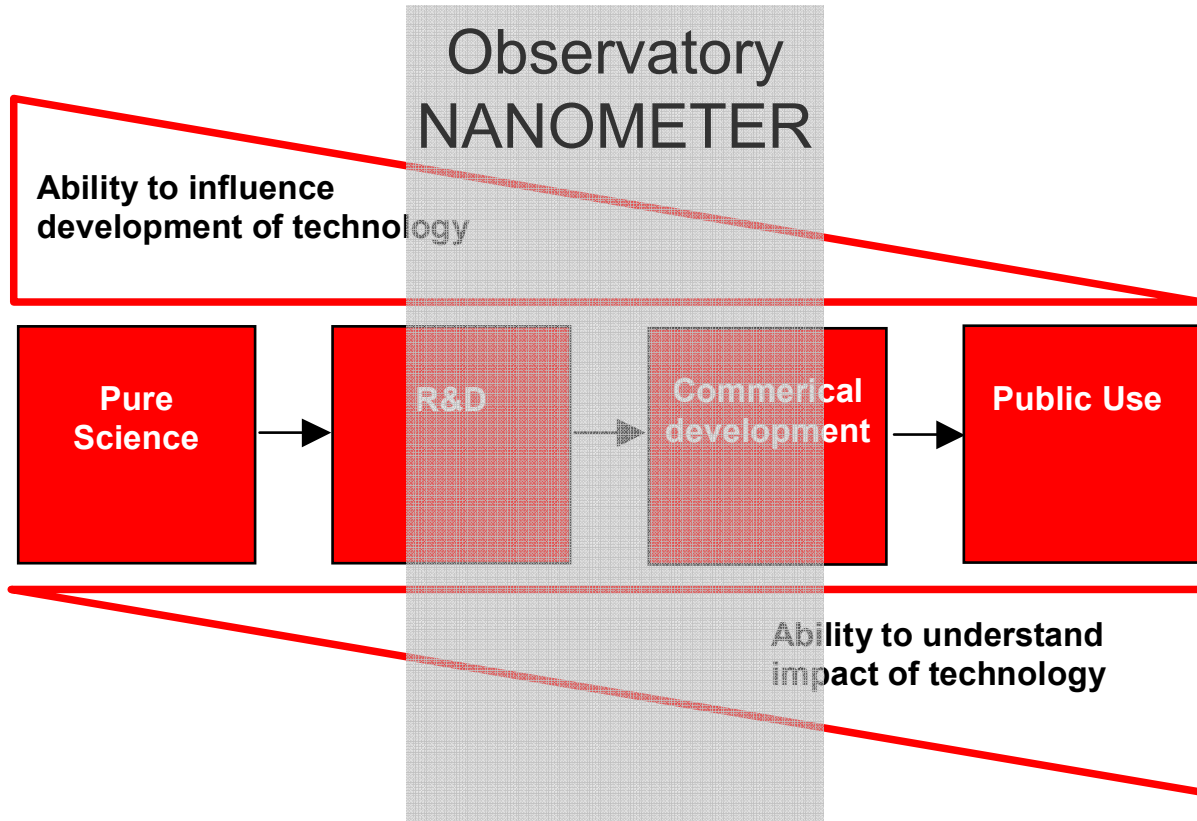 Observatory
NANOMETER
Ability to influence
development of technology
Pure
Science
R&D
Commerical
development
Public Use
Ability to understand
impact of technology